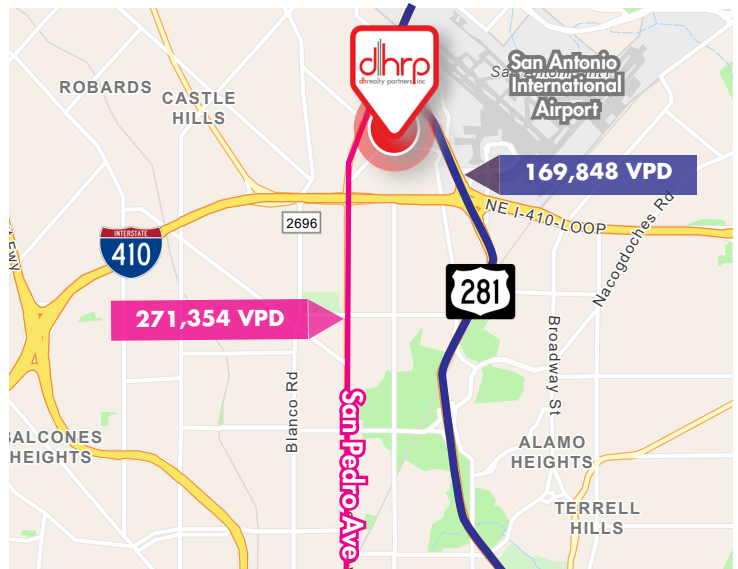 dhrp
dhrealty partners inc
San Antonio
International
Airport
ROBARDS
CASTLE
HILLS
169,848 VPD
NE I-410-LOOP
Nacogdoches Rd
2696
INTERSTATE
410
281
271,354 VPD
Blanco Rd
San Pedro Ave
Broadway St
BALCONES
HEIGHTS
ALAMO
HEIGHTS
TERRELL
HILLS